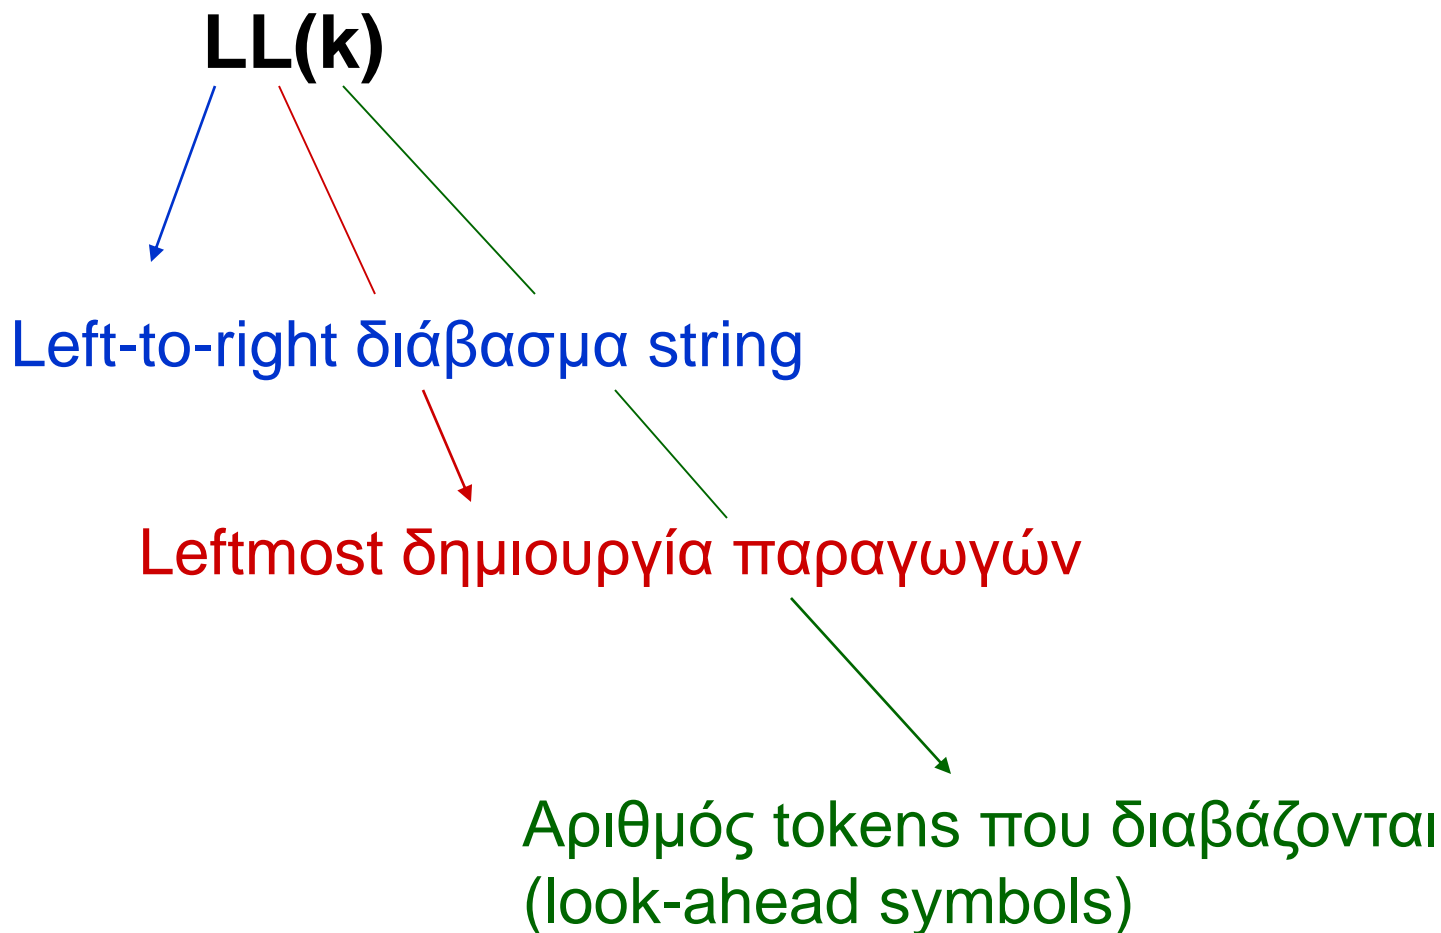 LL(k)
Left-to-right διάβασμα string
Leftmost δημιουργία παραγωγών
Αριθμός tokens που διαβάζονται
(look-ahead symbols)